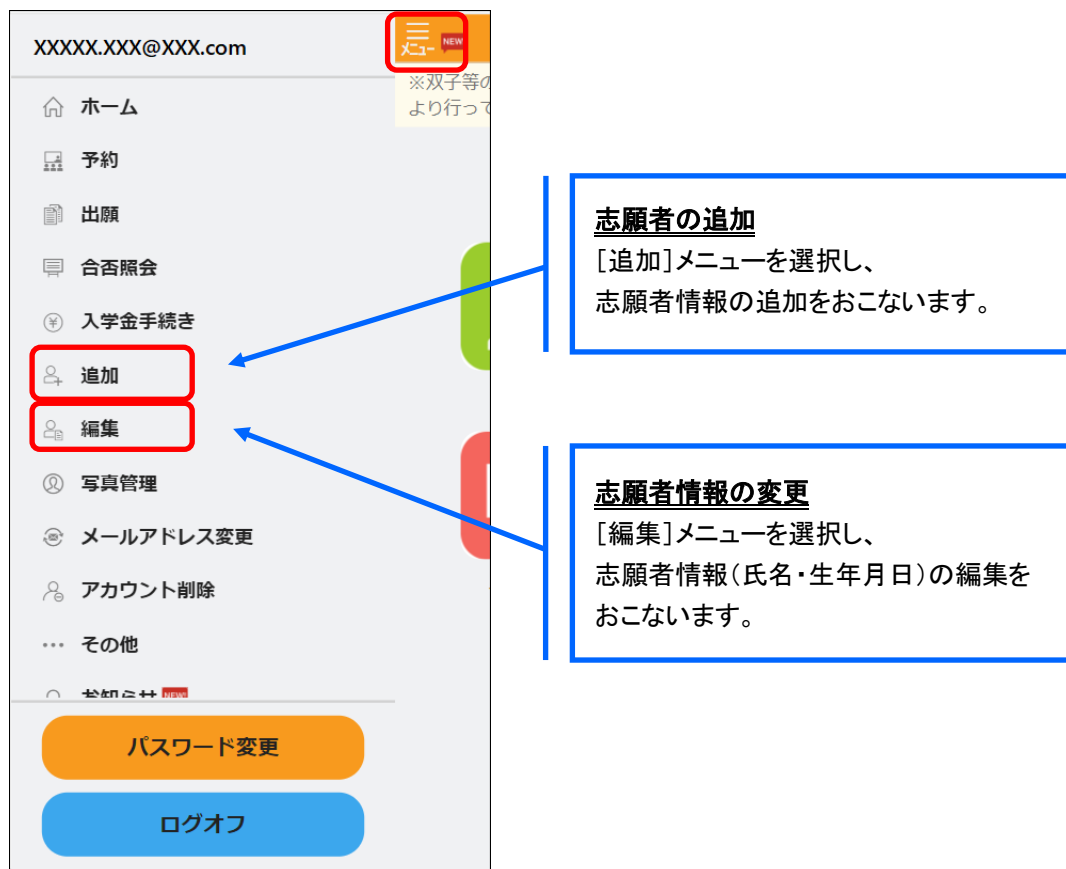 XXXXX.XXX@XXX.com
メニュー NEW
※双子等の
より行って
ホーム
予約
出願
合否照会
入学金手続き
追加
編集
写真管理
メールアドレス変更
アカウント削除
その他
お知らせ NEW!
パスワード変更
ログオフ
志願者の追加
［追加］メニューを選択し、
志願者情報の追加をおこないます。
志願者情報の変更
［編集］メニューを選択し、
志願者情報（氏名・生年月日）の編集を
おこないます。